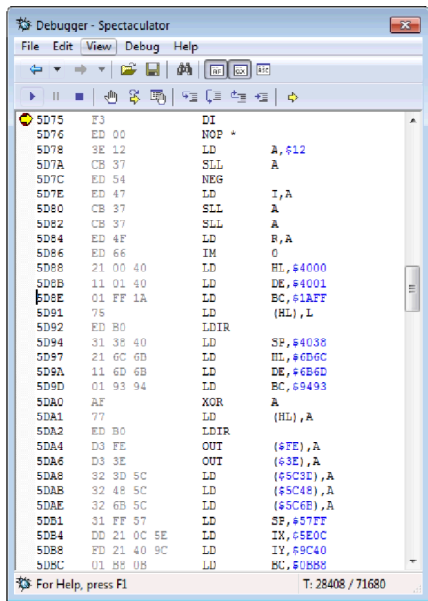 Debugger - Spectaculator
File Edit View Debug Help
5D75 F3 DI
5D76 ED 00 NOP *
5D78 3E 12 LD A,$12
5D7A CB 37 SLL A
5D7C ED 54 NEG
5D7E ED 47 LD I,A
5D80 CB 37 SLL A
5D82 CB 37 SLL A
5D84 ED 4F LD R,A
5D86 ED 66 IM 0
5D88 21 00 40 LD HL,$4000
5D8B 11 01 40 LD DE,$4001
5D8E 01 FF 1A LD BC,$1AFF
5D91 75 LD (HL),L
5D92 ED B0 LDIR
5D94 31 38 40 LD SP,$4038
5D97 21 6C 6B LD HL,$6B6C
5D9A 11 6D 6B LD DE,$6B6D
5D9D 01 93 94 LD BC,$9493
5DA0 AF XOR A
5DA1 77 LD (HL),A
5DA2 ED B0 LDIR
5DA4 D3 FE OUT ($FE),A
5DA6 D3 3E OUT ($3E),A
5DA8 32 3D 5C LD ($5C3D),A
5DAB 32 48 5C LD ($5C48),A
5DAE 32 6B 5C LD ($5C6B),A
5DB1 31 FF 57 LD SP,$57FF
5DB4 DD 21 0C 5E LD IX,$5E0C
5DB8 FD 21 40 9C LD IY,$9C40
5DBC 01 B8 0B LD BC,$0BB8
For Help, press F1 T: 28408 / 71680